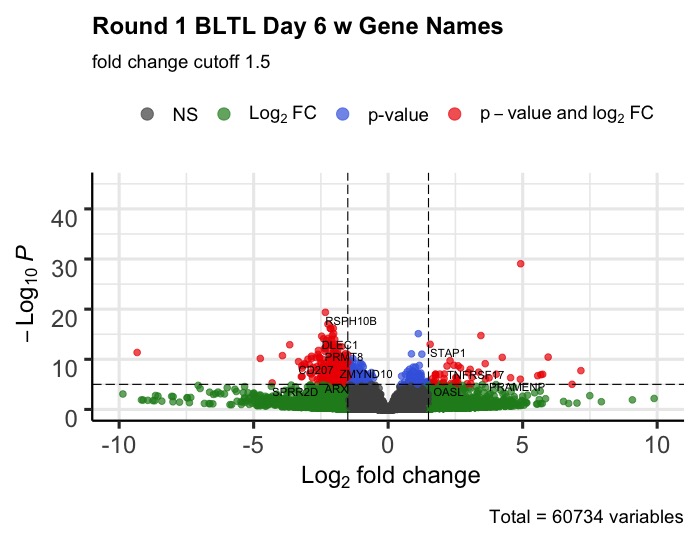 Round 1 BLTL Day 6 w Gene Names
fold change cutoff 1.5
NS Log₂ FC p-value p – value and log₂ FC
– Log₁₀ P
40
30
20
10
0
RSPH10B
DLEC1
PRMT8
STAP1
CD207
ZMYND10
TNFRSF17
SPRR2D
ARX
OASL
PRAMENP
-10 -5 0 5 10
Log₂ fold change
Total = 60734 variables